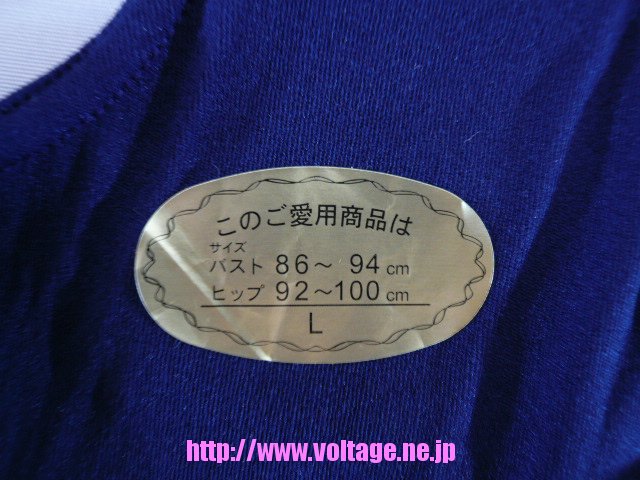 このご愛用商品は
サイズ
バスト 86～ 94 cm
ヒップ 92～100 cm
L
http://www.voltage.ne.jp